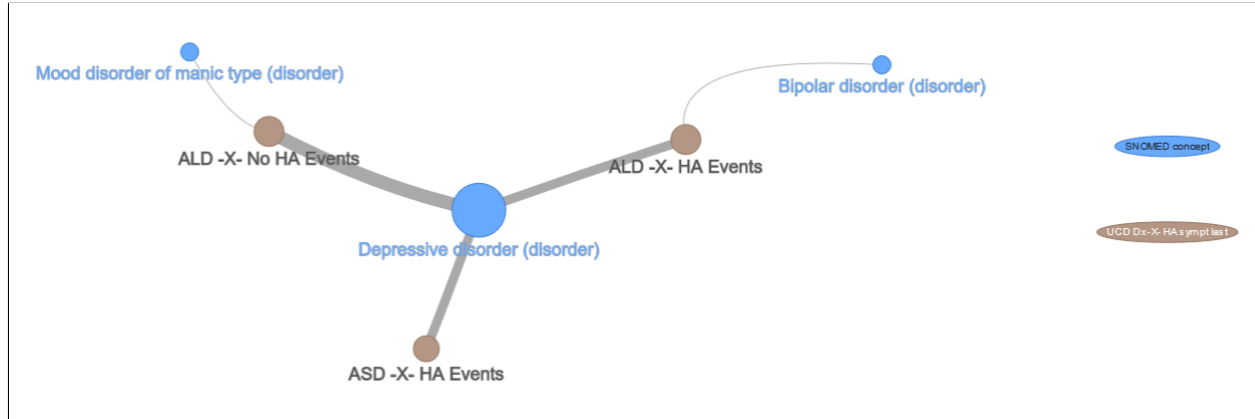 Mood disorder of manic type (disorder)
Bipolar disorder (disorder)
ALD -X- No HA Events
ALD -X- HA Events
SNOMED concept
UCD Dx-X- HA sympt last
Depressive disorder (disorder)
ASD -X- HA Events